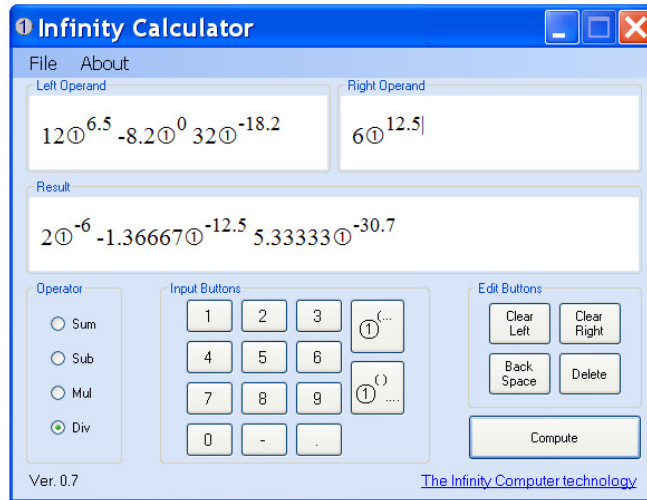 ① Infinity Calculator
File About
Left Operand Right Operand
12①^6.5 -8.2①^0 32①^-18.2 6①^12.5
Result
2①^-6 -1.36667①^-12.5 5.33333①^-30.7
Operator Input Buttons Edit Buttons
Sum 1 2 3 ①^(... Clear Left Clear Right
Sub 4 5 6 Back Space Delete
Mul 7 8 9 ①^() ....
Div 0 - . Compute
Ver. 0.7 The Infinity Computer technology